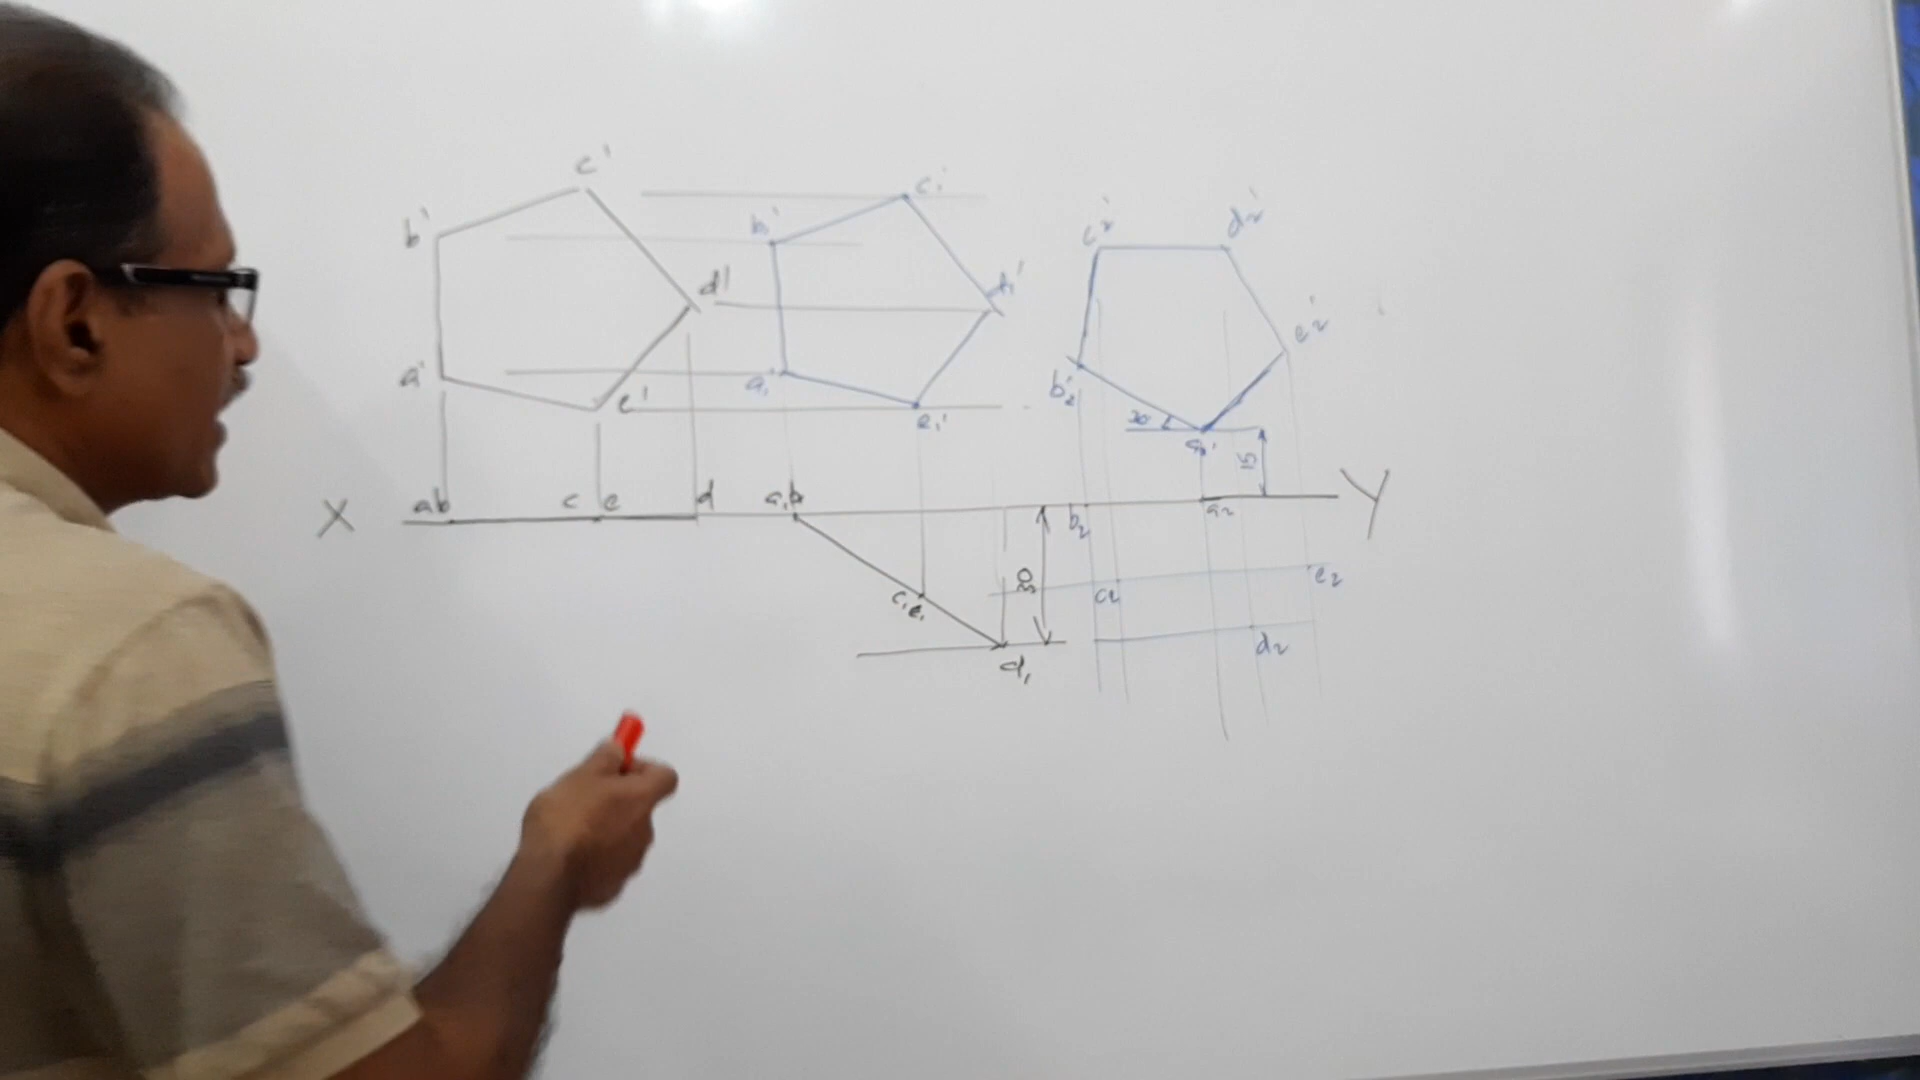 c'
b'
a'
d'
e'
b₁'
c₁'
d₁'
a₁'
e₁'
c₂'
d₂'
b₂'
e₂'
a₂'
30
15
X
ab
c e
d
a₁b₁
Y
b₂
a₂
30
c₁e₁
d₁
c₂
e₂
d₂